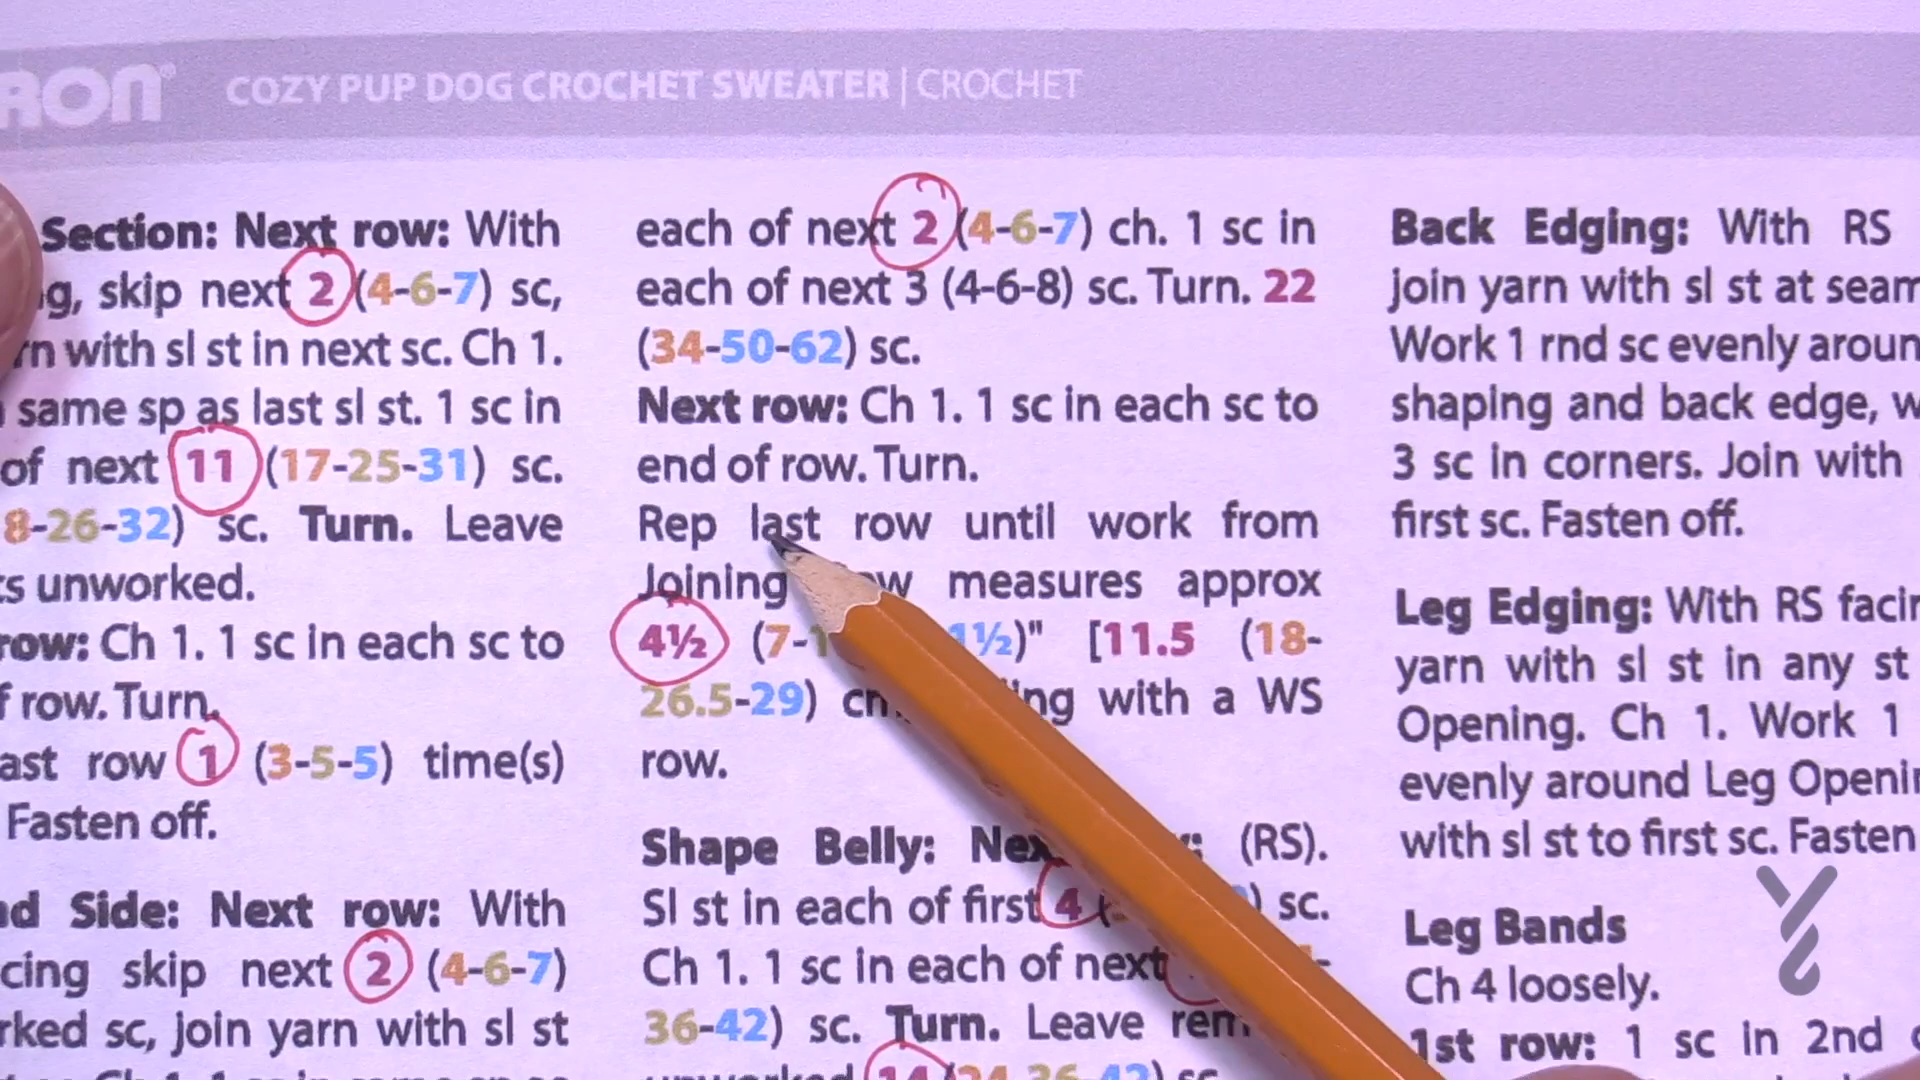 RON® COZY PUP DOG CROCHET SWEATER | CROCHET
Section: Next row: With
skip next 2 (4-6-7) sc,
with sl st in next sc. Ch 1.
same sp as last sl st. 1 sc in
of next 11 (17-25-31) sc.
8-26-32) sc. Turn. Leave
unworked.
row: Ch 1. 1 sc in each sc to
row. Turn.
row 1 (3-5-5) time(s)
Fasten off.
Side: Next row: With
skip next 2 (4-6-7)
sc, join yarn with sl st
each of next 2 (4-6-7) ch. 1 sc in
each of next 3 (4-6-8) sc. Turn. 22
(34-50-62) sc.
Next row: Ch 1. 1 sc in each sc to
end of row. Turn.
Rep last row until work from
Joining measures approx
4½ (7- 1½)" [11.5 (18-
26.5-29) with a WS
row.
Shape Belly: (RS).
Sl st in each of first 4 ) sc.
Ch 1. 1 sc in each of next
36-42) sc. Turn. Leave
14 (24-36-42) sc
Back Edging: With RS
join yarn with sl st at
Work 1 rnd sc evenly
shaping and back edge,
3 sc in corners. Join with
first sc. Fasten off.
Leg Edging: With RS
yarn with sl st in any st
Opening. Ch 1. Work 1
evenly around Leg
with sl st to first sc. Fasten
Leg Bands
Ch 4 loosely.
1st row: 1 sc in 2nd